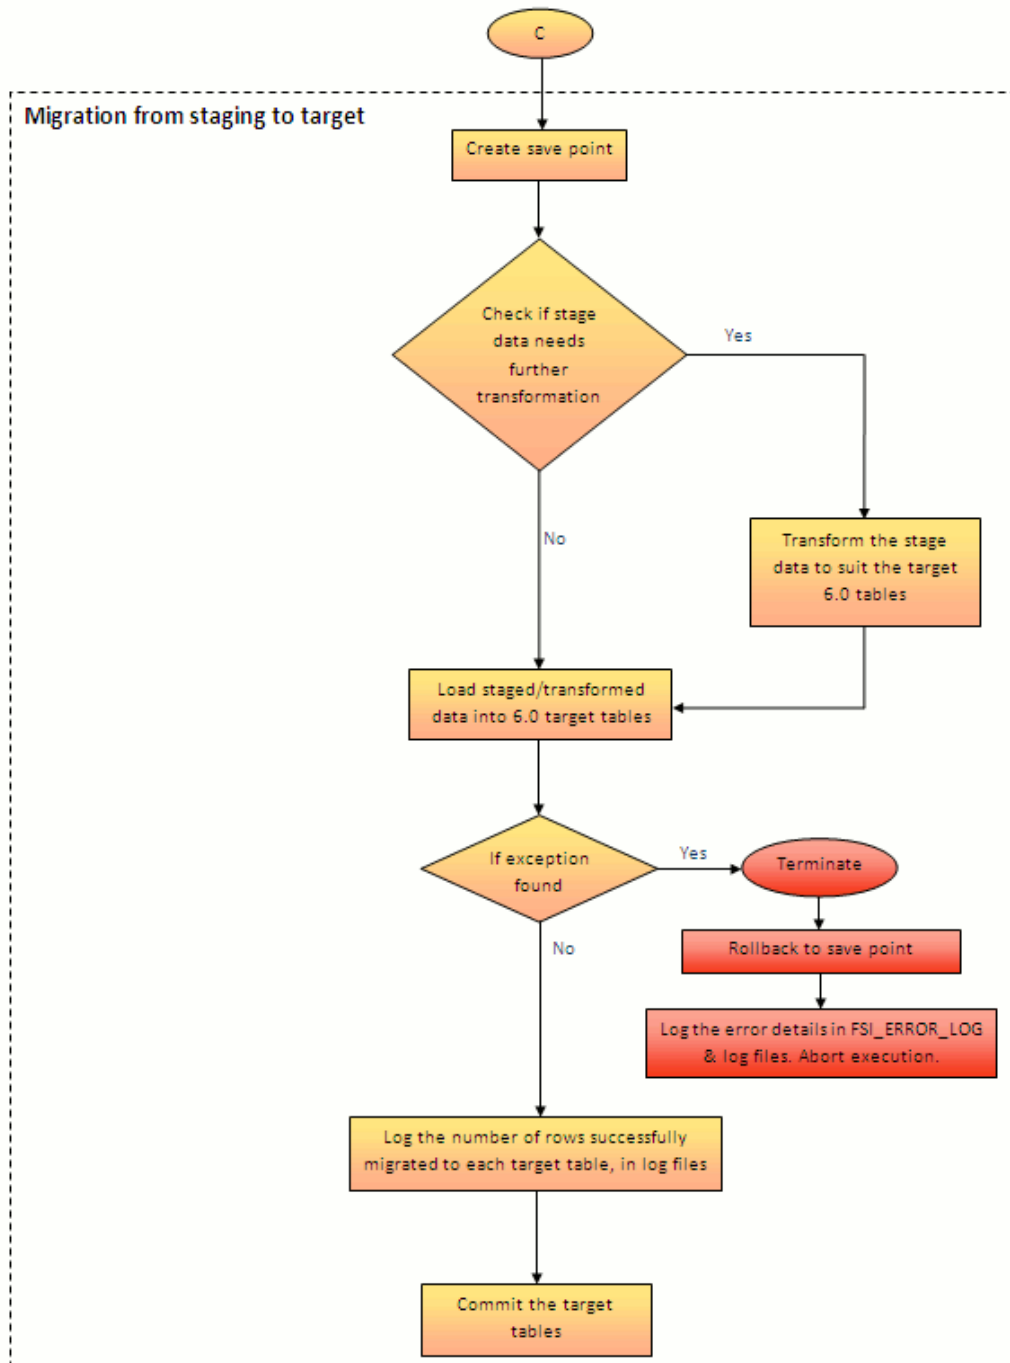 C
Migration from staging to target
Create save point
Check if stage
data needs
further
transformation
Yes
No
Transform the stage
data to suit the target
6.0 tables
Load staged/transformed
data into 6.0 target tables
If exception
found
Yes
Terminate
No
Rollback to save point
Log the error details in FSI_ERROR_LOG
& log files. Abort execution.
Log the number of rows successfully
migrated to each target table, in log files
Commit the target
tables